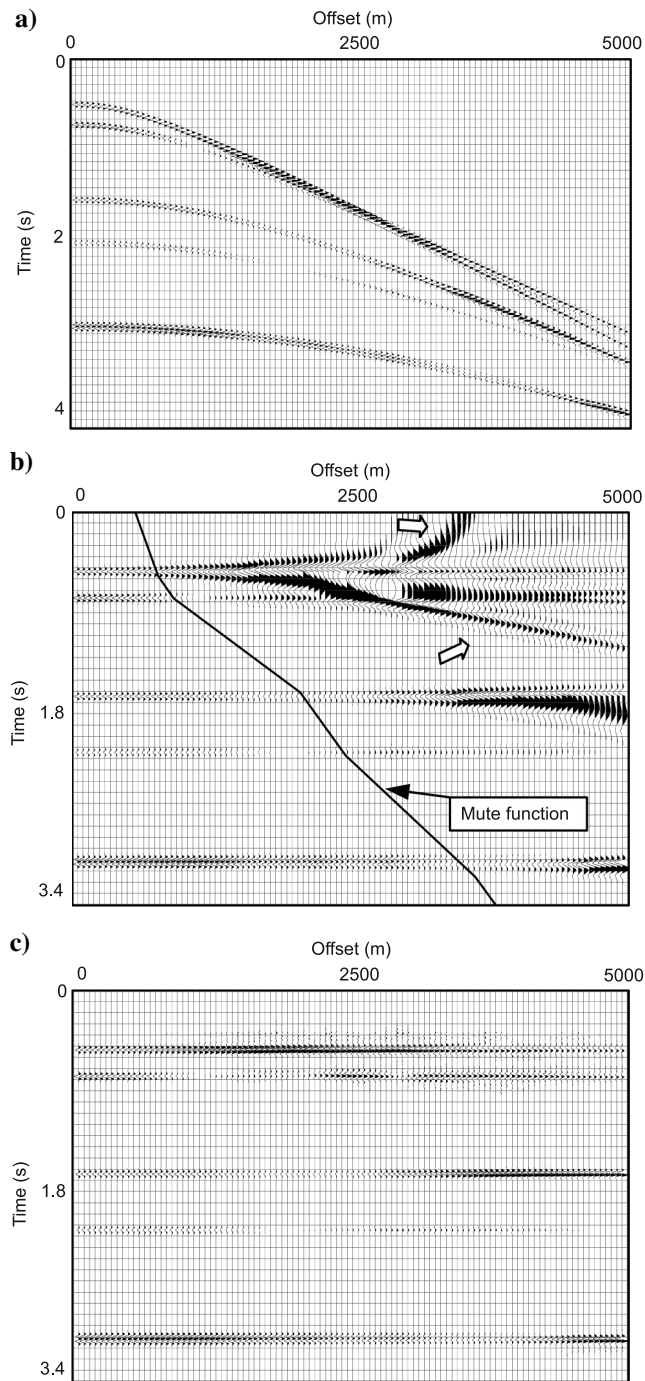 a)
Offset (m)
0 2500 5000
0
2
4
Time (s)
b)
Offset (m)
0 2500 5000
0
1.8
3.4
Time (s)
Mute function
c)
Offset (m)
0 2500 5000
0
1.8
3.4
Time (s)